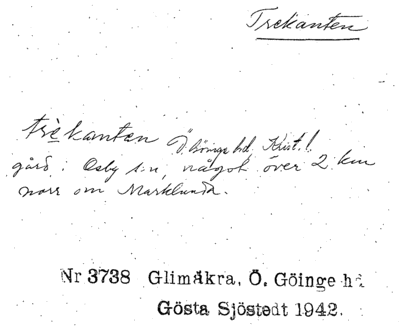 Trekanten
trekanten Ö. Göinge hd. Krist. l.
gård i Osby s:n, något över 2 km
norr om Marklunda.
Nr 3738 Glimåkra, Ö. Göinge hd
Gösta Sjöstedt 1942.